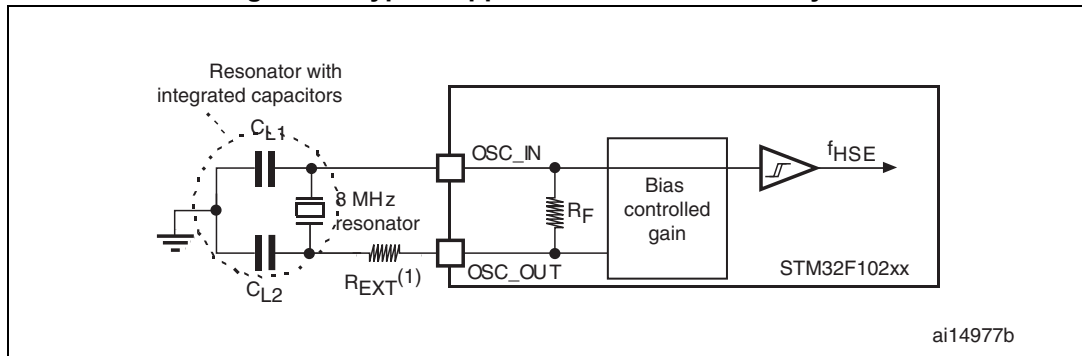 Resonator with
integrated capacitors
CL1
OSC_IN
fHSE
8 MHz
resonator
RF
Bias
controlled
gain
REXT(1)
OSC_OUT
STM32F102xx
CL2
ai14977b